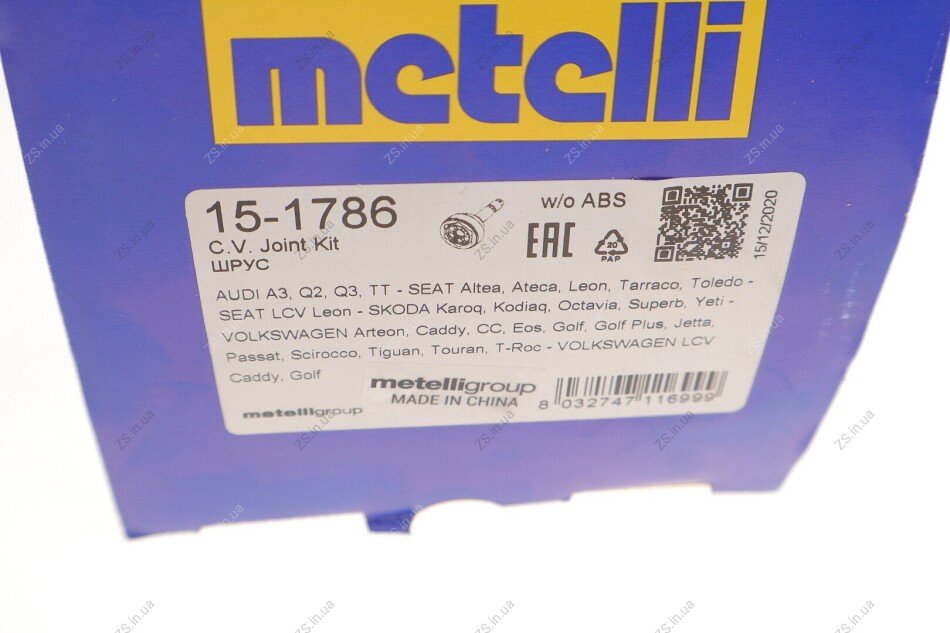 metelli
15-1786
C.V. Joint Kit
ШРУС
w/o ABS
EAC
20
PAP
15/12/2020
AUDI A3, Q2, Q3, TT - SEAT Altea, Ateca, Leon, Tarraco, Toledo -
SEAT LCV Leon - SKODA Karoq, Kodiaq, Octavia, Superb, Yeti -
VOLKSWAGEN Arteon, Caddy, CC, Eos, Golf, Golf Plus, Jetta,
Passat, Scirocco, Tiguan, Touran, T-Roc - VOLKSWAGEN LCV
Caddy, Golf
metelligroup
metelligroup
MADE IN CHINA
8 032747 116999
ZS.in.ua